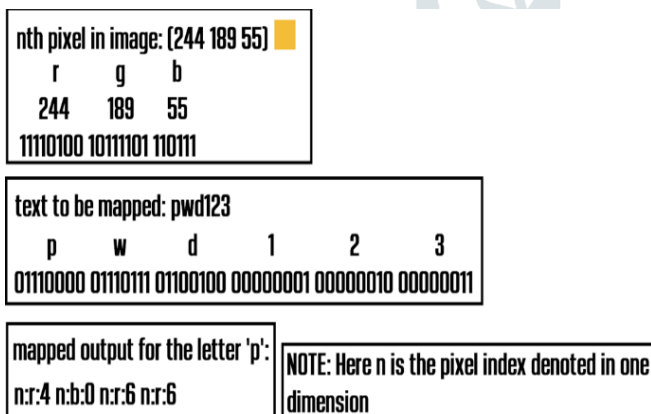 nth pixel in image: (244 189 55)
r g b
244 189 55
11110100 10111101 110111
text to be mapped: pwd123
p w d 1 2 3
01110000 01110111 01100100 00000001 00000010 00000011
mapped output for the letter 'p':
n:r:4 n:b:0 n:r:6 n:r:6
NOTE: Here n is the pixel index denoted in one
dimension